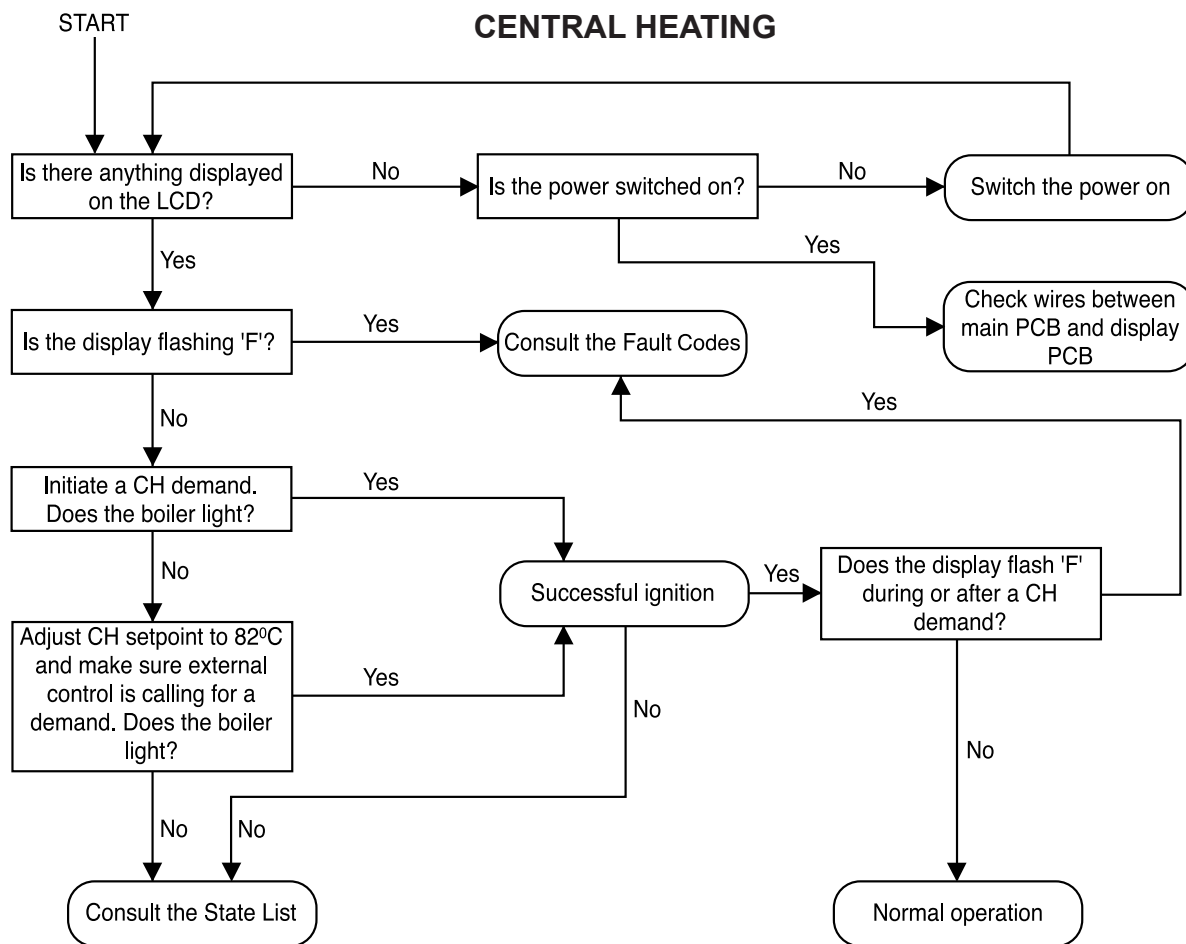 START
CENTRAL HEATING
Is there anything displayed
on the LCD?
No
Is the power switched on?
No
Switch the power on
Yes
Yes
Check wires between
main PCB and display
PCB
Is the display flashing 'F'?
Yes
Consult the Fault Codes
No
Yes
Initiate a CH demand.
Does the boiler light?
Yes
No
Successful ignition
Yes
Does the display flash 'F'
during or after a CH
demand?
Adjust CH setpoint to 82⁰C
and make sure external
control is calling for a
demand. Does the boiler
light?
Yes
No
No
No
No
Consult the State List
Normal operation